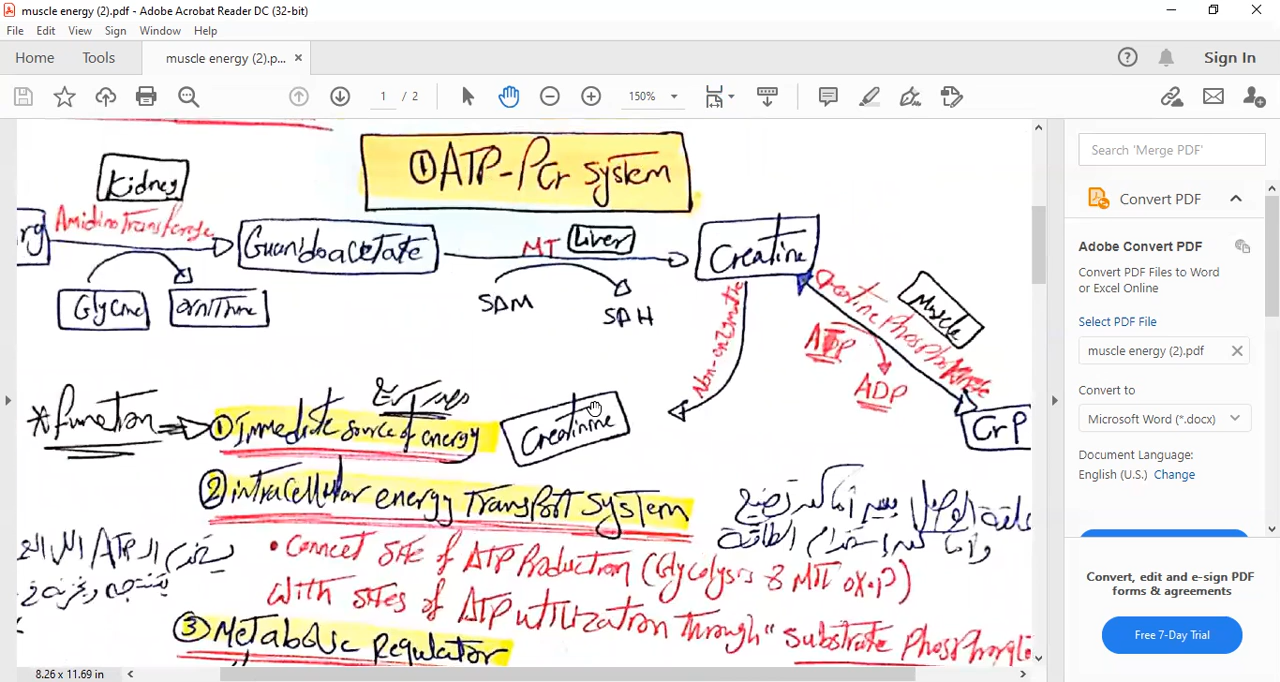 muscle energy (2).pdf - Adobe Acrobat Reader DC (32-bit)
File Edit View Sign Window Help
Home Tools muscle energy (2).p... ×
Sign In
1 / 2 150%
① ATP-PCr system
Kidney
Amidinotransferase
rg
Guanidoacetate
MT Liver
Creatine
Glycine
ornithine
SAM
SAH
Non-enzymatic
Creatine Phosphokinase
Muscle
ATP
ADP
CrP
*function
① Immediate source of energy
Creatinine
② intracellular energy Transport system
• Connect site of ATP Production (Glycolysis & MT ox.p)
with sites of ATP utilization through "substrate Phosphoryla
③ Metabolic Regulator
Search 'Merge PDF'
Convert PDF
Adobe Convert PDF
Convert PDF Files to Word
or Excel Online
Select PDF File
muscle energy (2).pdf
Convert to
Microsoft Word (*.docx)
Document Language:
English (U.S.) Change
Convert, edit and e-sign PDF
forms & agreements
Free 7-Day Trial
8.26 x 11.69 in